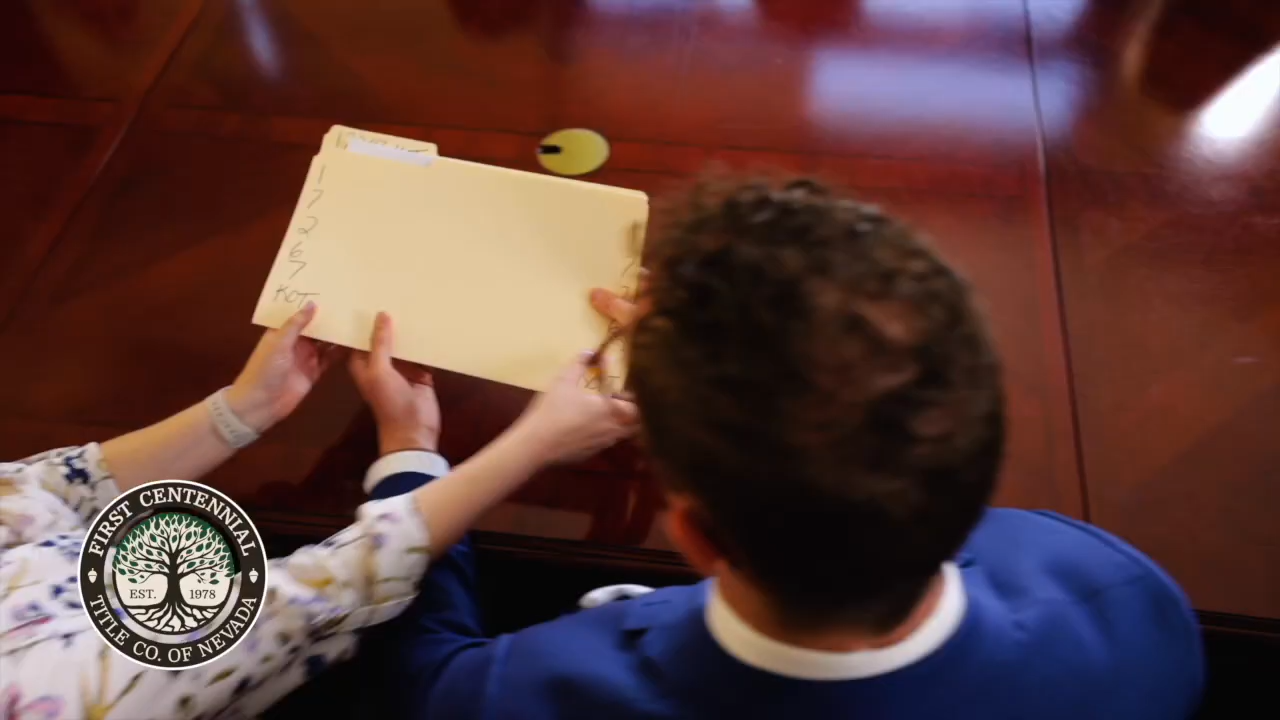 1
7
2
6
7
KOT
FIRST CENTENNIAL
EST. 1978
TITLE CO. OF NEVADA